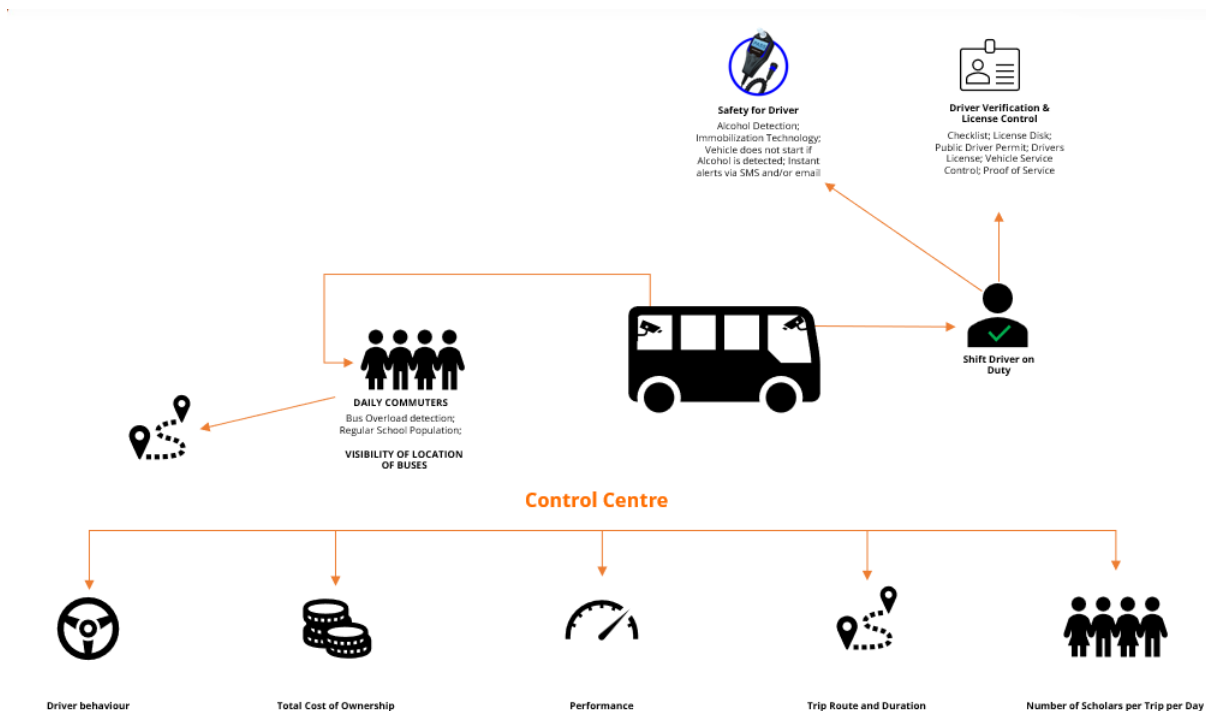 Safety for Driver
Alcohol Detection;
Immobilization Technology;
Vehicle does not start if
Alcohol is detected; Instant
alerts via SMS and/or email
Driver Verification &
License Control
Checklist; License Disk;
Public Driver Permit; Drivers
License; Vehicle Service
Control; Proof of Service
Shift Driver on
Duty
DAILY COMMUTERS
Bus Overload detection;
Regular School Population;
VISIBILITY OF LOCATION
OF BUSES
Control Centre
Driver behaviour
Total Cost of Ownership
Performance
Trip Route and Duration
Number of Scholars per Trip per Day